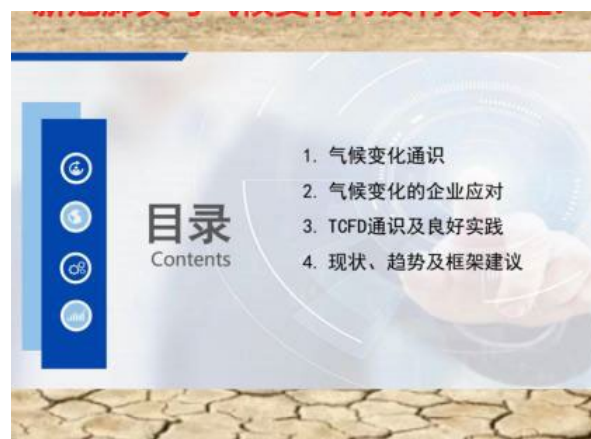 目录
Contents
1. 气候变化通识
2. 气候变化的企业应对
3. TCFD通识及良好实践
4. 现状、趋势及框架建议